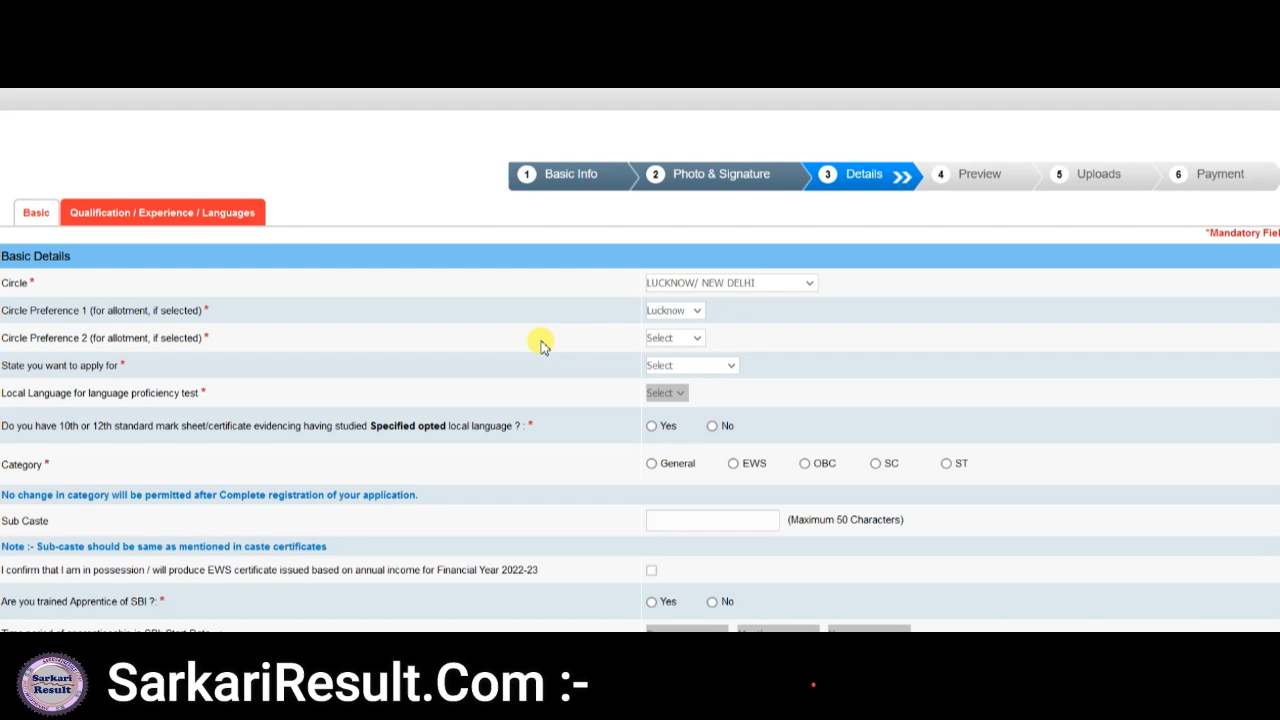 1 Basic Info 2 Photo & Signature 3 Details 4 Preview 5 Uploads 6 Payment
Basic Qualification / Experience / Languages
*Mandatory Fiel
Basic Details
Circle * LUCKNOW/ NEW DELHI
Circle Preference 1 (for allotment, if selected) * Lucknow
Circle Preference 2 (for allotment, if selected) * Select
State you want to apply for * Select
Local Language for language proficiency test * Select
Do you have 10th or 12th standard mark sheet/certificate evidencing having studied Specified opted local language ? : * Yes No
Category * General EWS OBC SC ST
No change in category will be permitted after Complete registration of your application.
Sub Caste (Maximum 50 Characters)
Note :- Sub-caste should be same as mentioned in caste certificates
I confirm that I am in possession / will produce EWS certificate issued based on annual income for Financial Year 2022-23
Are you trained Apprentice of SBI ?: * Yes No
Sarkari
Result
SarkariResult.Com :-